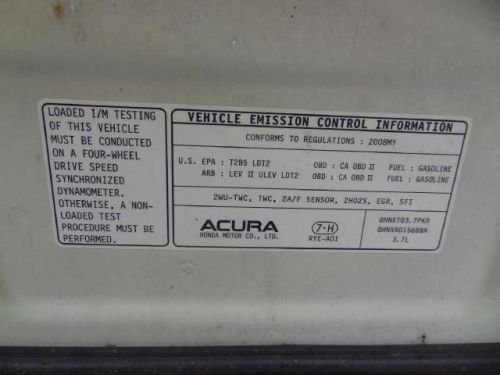 LOADED I/M TESTING
OF THIS VEHICLE
MUST BE CONDUCTED
ON A FOUR-WHEEL
DRIVE SPEED
SYNCHRONIZED
DYNAMOMETER.
OTHERWISE, A NON-
LOADED TEST
PROCEDURE MUST BE
PERFORMED.
VEHICLE EMISSION CONTROL INFORMATION
CONFORMS TO REGULATIONS : 2008MY
U.S. EPA : T2B5 LDT2 OBD : CA OBD II FUEL : GASOLINE
ARB : LEV II ULEV LDT2 OBD : CA OBD II FUEL : GASOLINE
2WU-TWC, TWC, 2A/F SENSOR, 2HO2S, EGR, SFI
ACURA
HONDA MOTOR CO., LTD.
7-H
RYE-A01
8HNXT03.7PKR
8HNXR0156BBA
3.7L